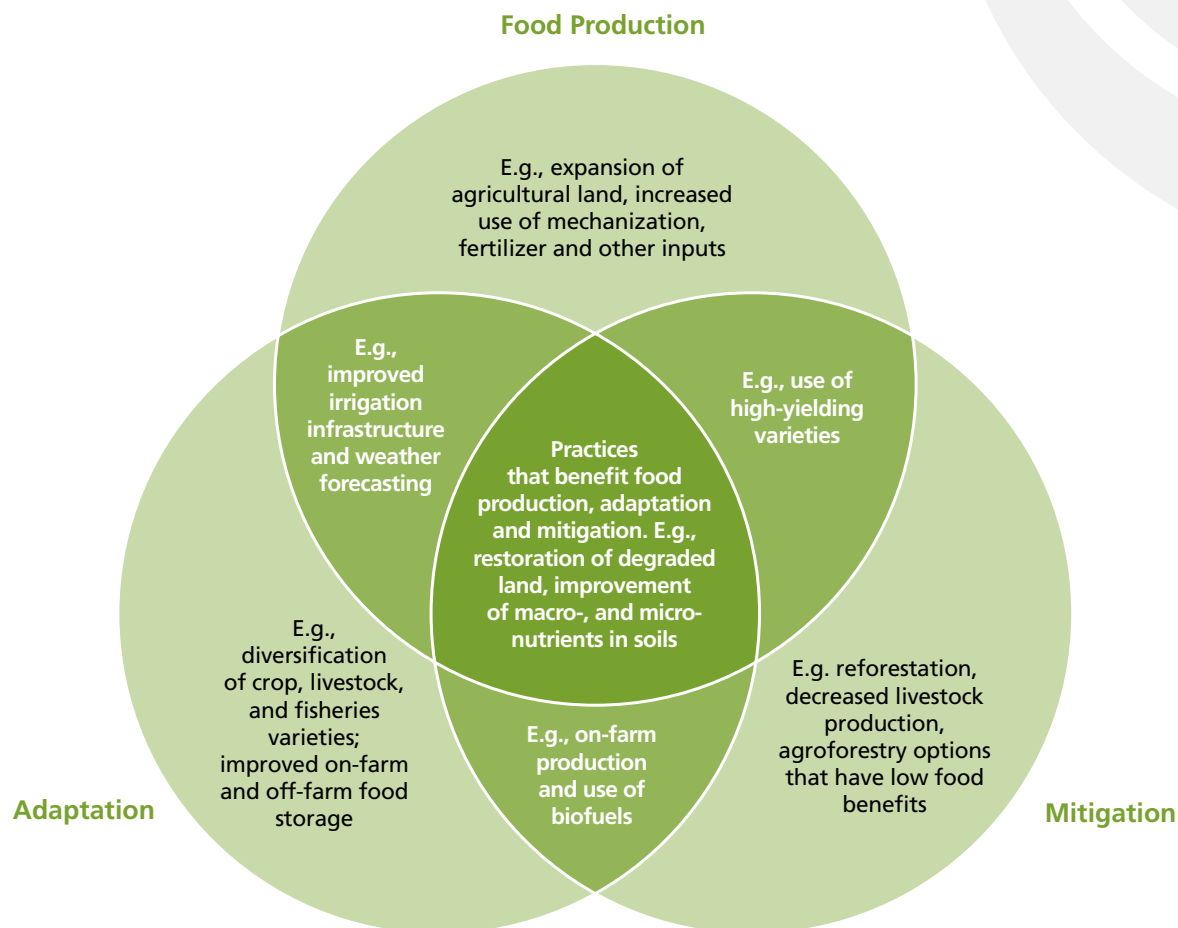 Food Production
E.g., expansion of
agricultural land, increased
use of mechanization,
fertilizer and other inputs
E.g.,
improved
irrigation
infrastructure
and weather
forecasting
E.g., use of
high-yielding
varieties
Practices
that benefit food
production, adaptation
and mitigation. E.g.,
restoration of degraded
land, improvement
of macro-, and micro-
nutrients in soils
E.g.,
diversification
of crop, livestock,
and fisheries
varieties;
improved on-farm
and off-farm food
storage
E.g., on-farm
production
and use of
biofuels
E.g. reforestation,
decreased livestock
production,
agroforestry options
that have low food
benefits
Adaptation
Mitigation